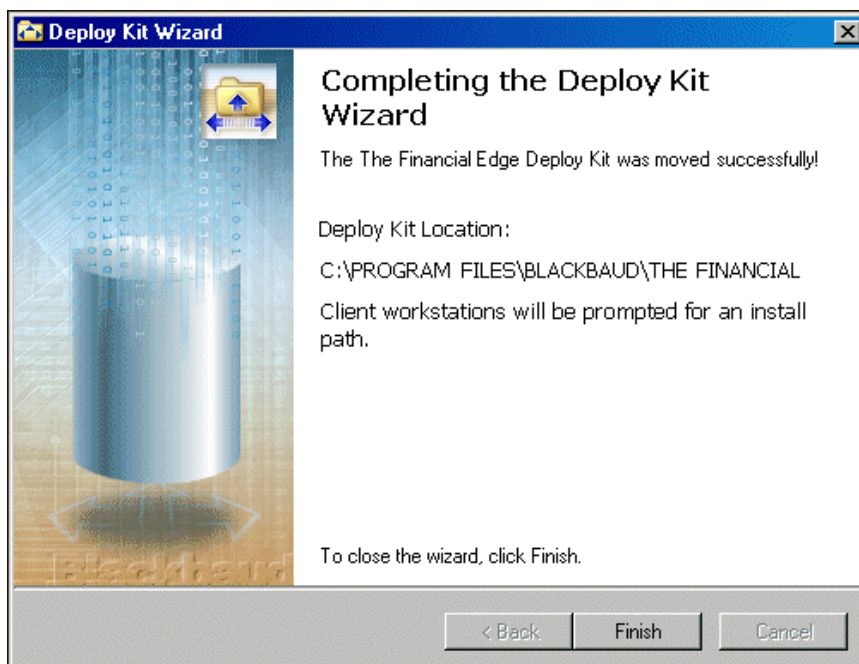 Deploy Kit Wizard
Completing the Deploy Kit
Wizard
The The Financial Edge Deploy Kit was moved successfully!
Deploy Kit Location:
C:\PROGRAM FILES\BLACKBAUD\THE FINANCIAL
Client workstations will be prompted for an install
path.
To close the wizard, click Finish.
Blackbaud
< Back
Finish
Cancel